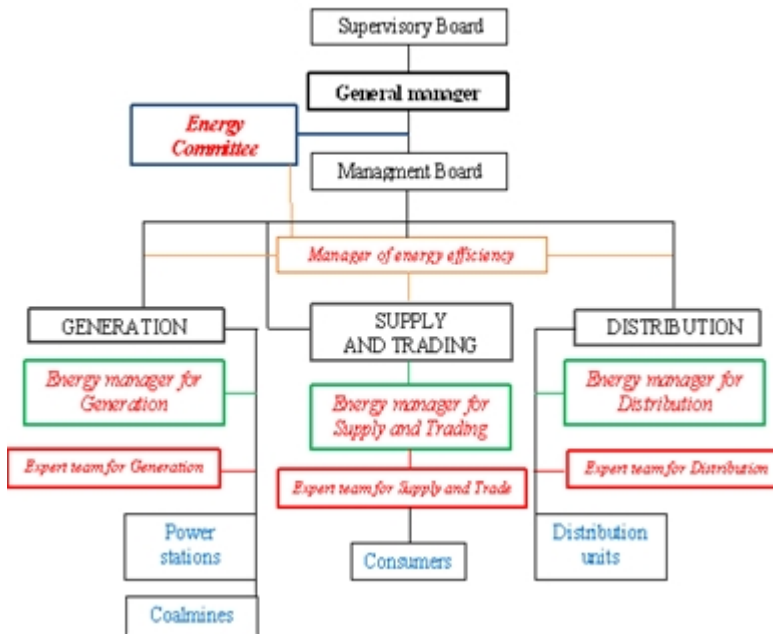 Supervisory Board
General manager
Energy
Committee
Managment Board
Manager of energy efficiency
GENERATION
SUPPLY
AND TRADING
DISTRIBUTION
Energy manager for
Generation
Energy manager for
Supply and Trading
Energy manager for
Distribution
Expert team for Generation
Expert team for Supply and Trade
Expert team for Distribution
Power
stations
Consumers
Distribution
units
Coalmines